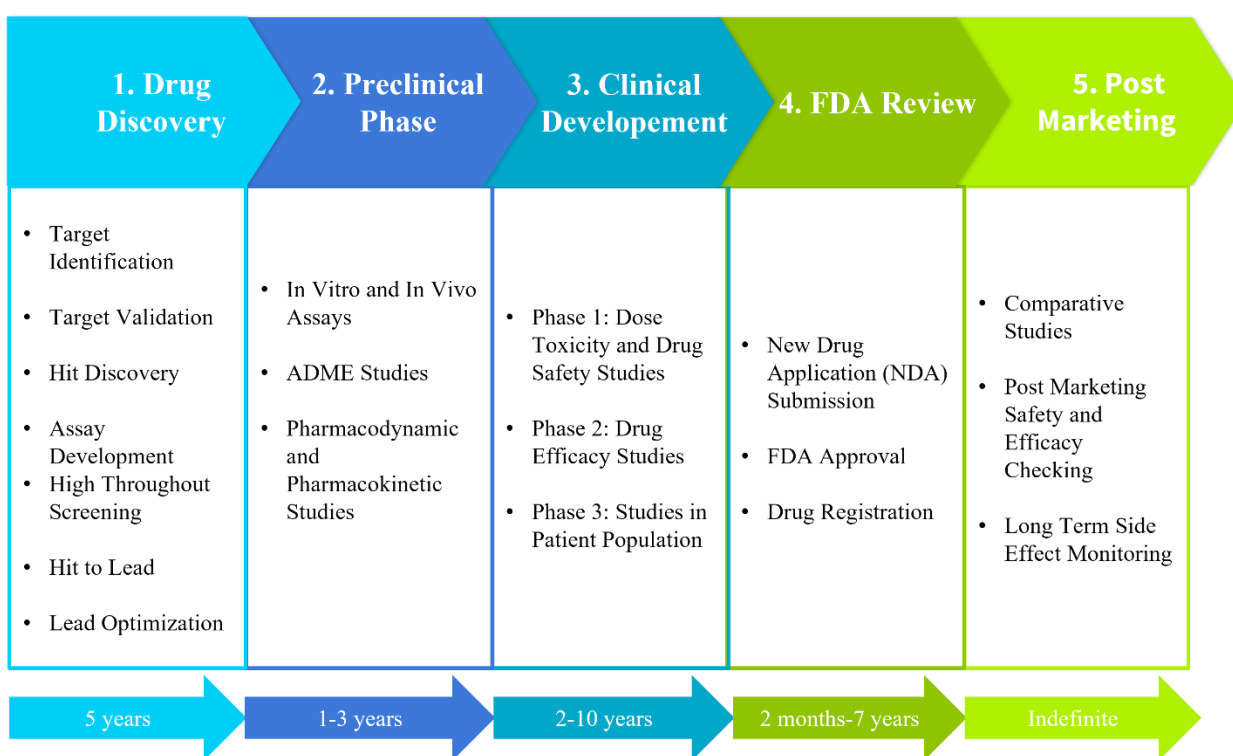 1. Drug
Discovery
2. Preclinical
Phase
3. Clinical
Developement
4. FDA Review
5. Post
Marketing
• Target
Identification
• Target Validation
• Hit Discovery
• Assay
Development
• High Throughout
Screening
• Hit to Lead
• Lead Optimization
• In Vitro and In Vivo
Assays
• ADME Studies
• Pharmacodynamic
and
Pharmacokinetic
Studies
• Phase 1: Dose
Toxicity and Drug
Safety Studies
• Phase 2: Drug
Efficacy Studies
• Phase 3: Studies in
Patient Population
• New Drug
Application (NDA)
Submission
• FDA Approval
• Drug Registration
• Comparative
Studies
• Post Marketing
Safety and
Efficacy
Checking
• Long Term Side
Effect Monitoring
5 years
1-3 years
2-10 years
2 months-7 years
Indefinite